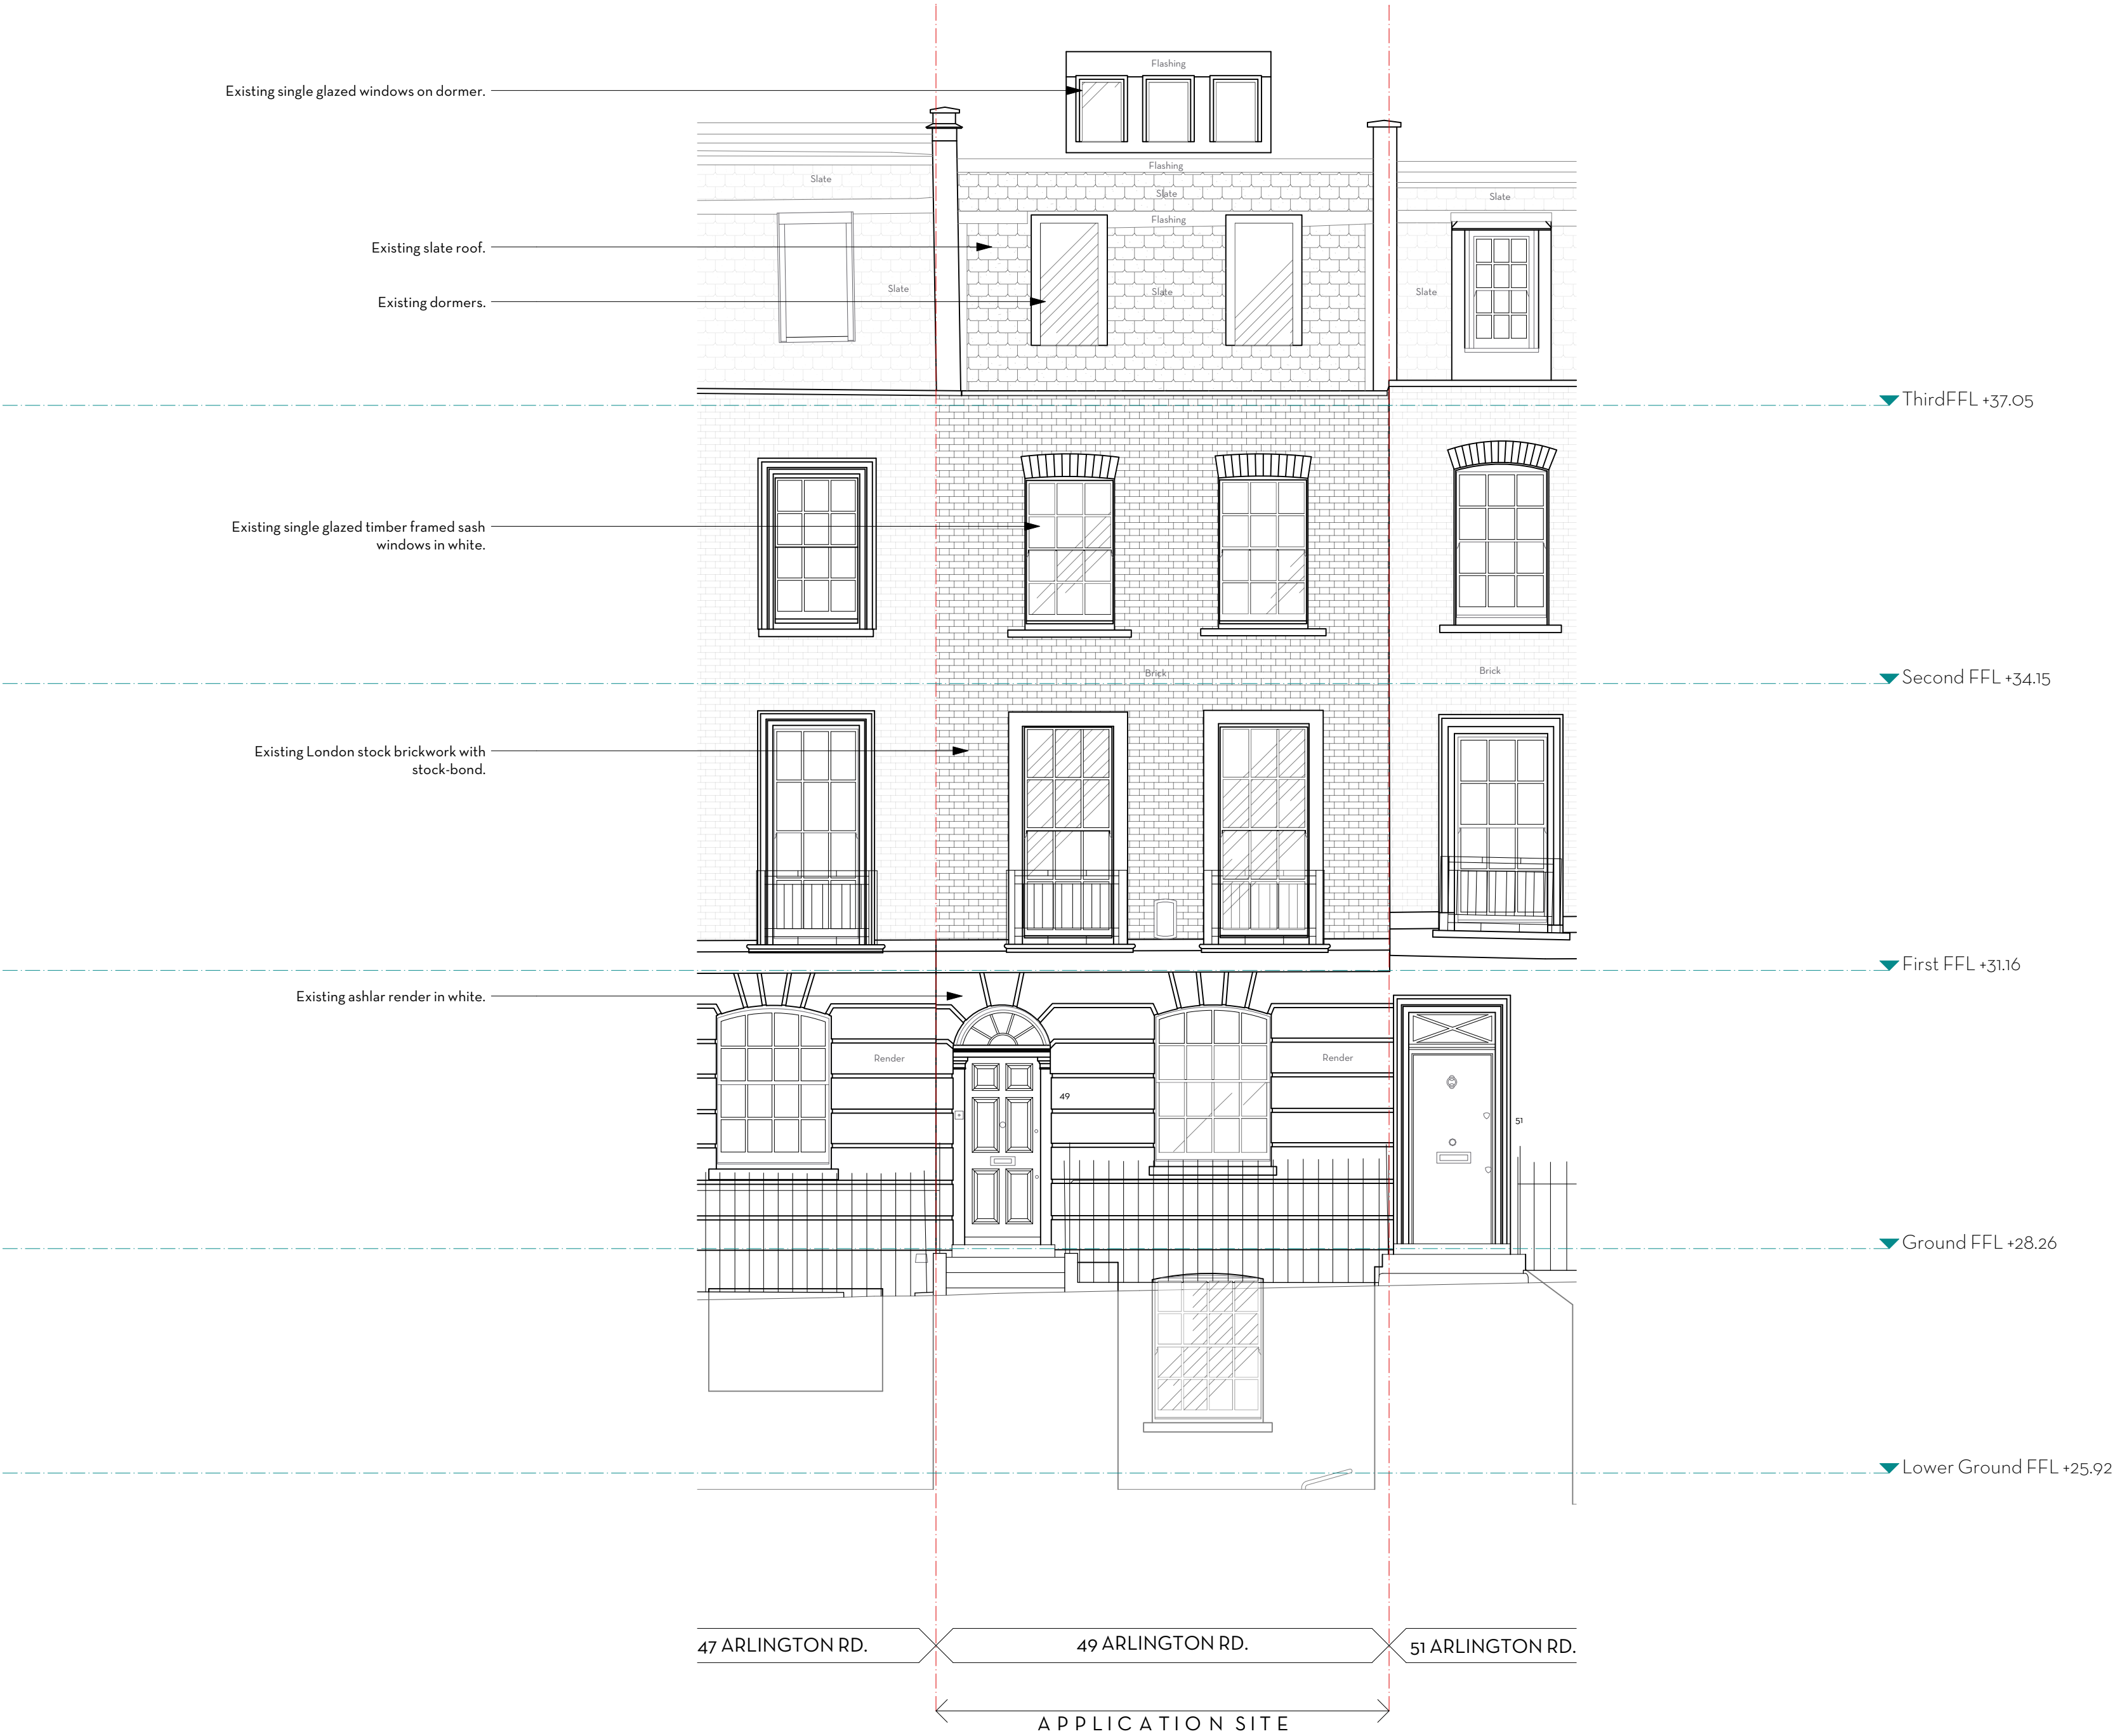 Flashing
Existing single glazed windows on dormer.
Flashing
Slate
Slate
Slate
Flashing
Existing slate roof.
Slate
Slate
Slate
Existing dormers.
ThirdFFL +37.05
Existing single glazed timber framed sash
windows in white.
Brick
Brick
Second FFL +34.15
Existing London stock brickwork with
stock-bond.
First FFL +31.16
Existing ashlar render in white.
Render
Render
49
51
Ground FFL +28.26
Lower Ground FFL +25.92
47 ARLINGTON RD.
49 ARLINGTON RD.
51 ARLINGTON RD.
APPLICATION SITE